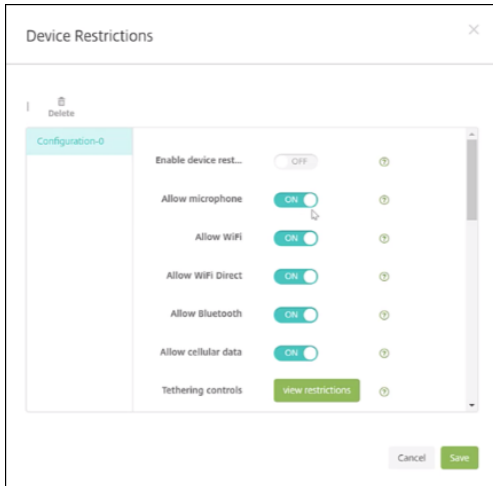 Device Restrictions
Delete
Configuration-0
Enable device rest... OFF
Allow microphone ON
Allow WiFi ON
Allow WiFi Direct ON
Allow Bluetooth ON
Allow cellular data ON
Tethering controls view restrictions
Cancel Save